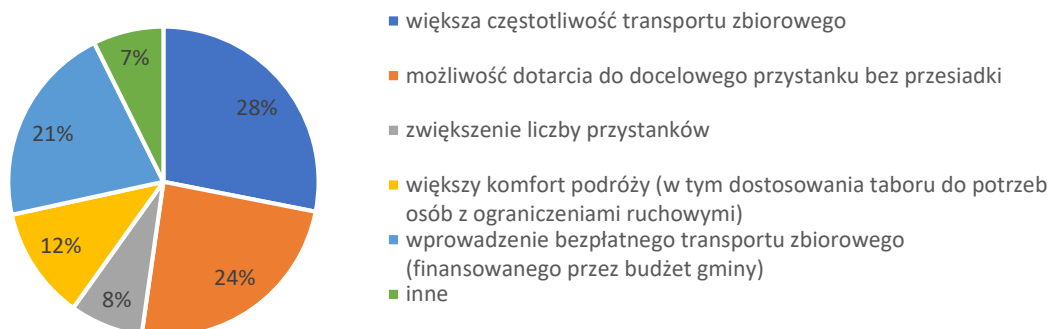 większa częstotliwość transportu zbiorowego
możliwość dotarcia do docelowego przystanku bez przesiadki
zwiększenie liczby przystanków
większy komfort podróży (w tym dostosowania taboru do potrzeb
osób z ograniczeniami ruchowymi)
wprowadzenie bezpłatnego transportu zbiorowego
(finansowanego przez budżet gminy)
inne
7%
28%
21%
12%
24%
8%